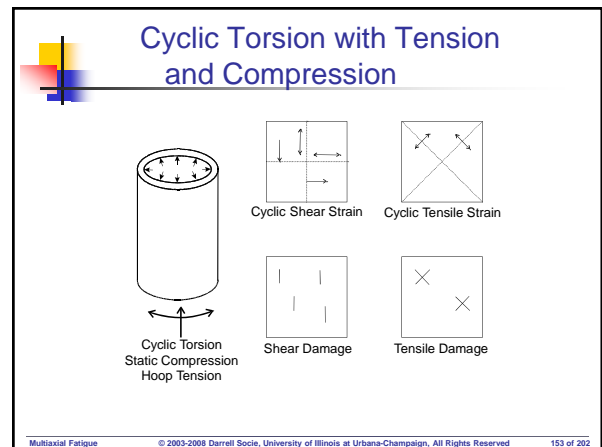 Cyclic Torsion with Tension
and Compression
Cyclic Shear Strain
Cyclic Tensile Strain
Cyclic Torsion
Static Compression
Hoop Tension
Shear Damage
Tensile Damage
Multiaxial Fatigue
© 2003-2008 Darrell Socie, University of Illinois at Urbana-Champaign, All Rights Reserved
153 of 202